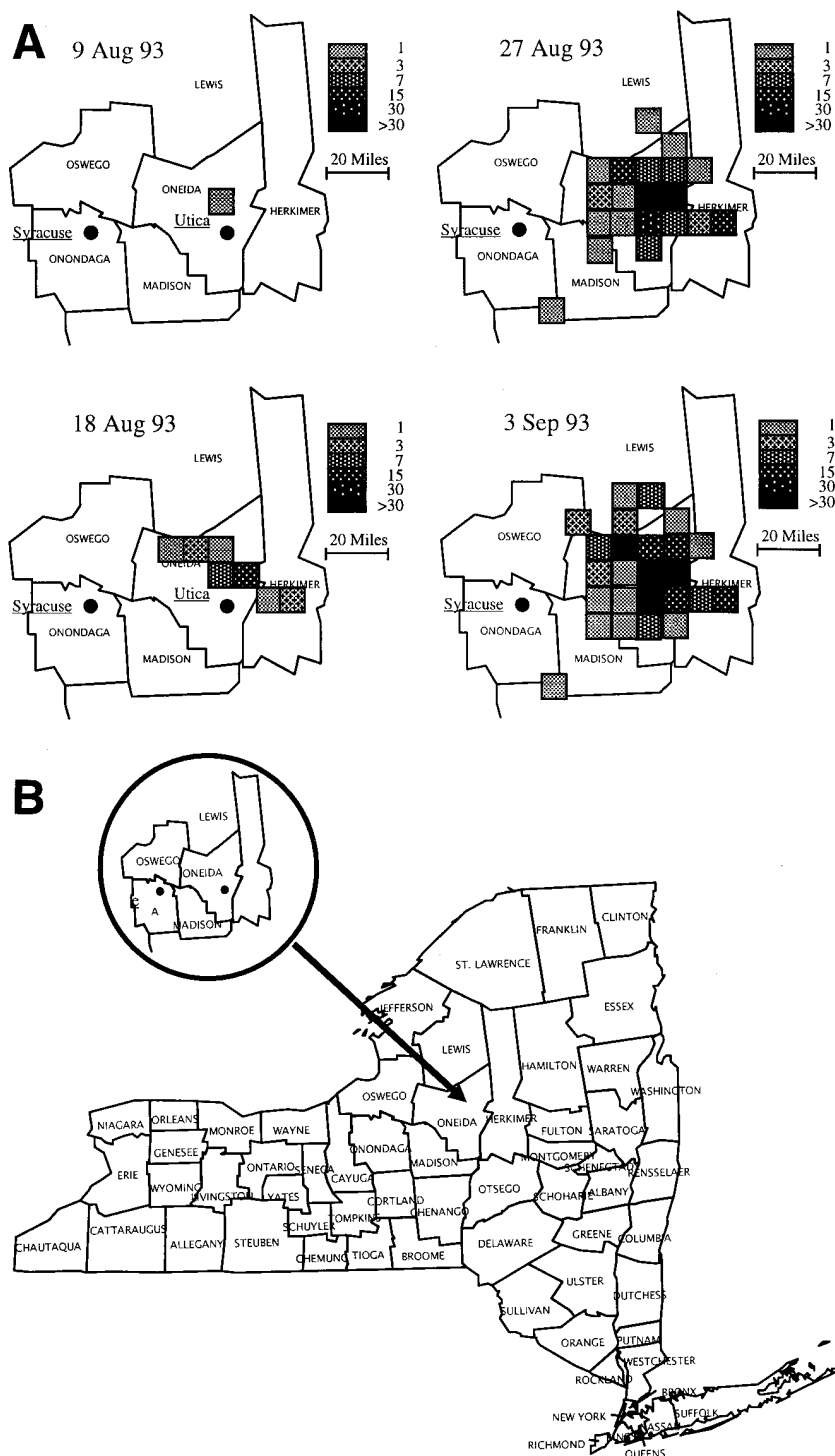 A
9 Aug 93
1
3
7
15
30
>30
20 Miles
LEWIS
OSWEGO
ONEIDA
HERKIMER
Utica
Syracuse
ONONDAGA
MADISON
27 Aug 93
1
3
7
15
30
>30
20 Miles
LEWIS
OSWEGO
HERKIMER
Syracuse
ONONDAGA
MADISON
18 Aug 93
1
3
7
15
30
>30
20 Miles
LEWIS
OSWEGO
ONEIDA
HERKIMER
Utica
Syracuse
ONONDAGA
MADISON
3 Sep 93
1
3
7
15
30
>30
20 Miles
LEWIS
OSWEGO
HERKIMER
Syracuse
ONONDAGA
MADISON
B
LEWIS
OSWEGO
ONEIDA
e
A
MADISON
CLINTON
FRANKLIN
ST. LAWRENCE
JEFFERSON
ESSEX
LEWIS
HAMILTON
WARREN
WASHINGTON
OSWEGO
ONEIDA
HERKIMER
FULTON
SARATOGA
NIAGARA
ORLEANS
MONROE
WAYNE
GENESEE
ONONDAGA
MADISON
MONTGOMERY
SCHENECTAD
RENSSELAER
ERIE
ONTARIO
SENECA
CAYUGA
WYOMING
LIVINGSTON
YATES
CORTLAND
CHENANGO
OTSEGO
SCHOHARIE
ALBANY
TOMPKINS
SCHUYLER
CHAUTAQUA
CATTARAUGUS
ALLEGANY
STEUBEN
CHEMUNG
TIOGA
BROOME
DELAWARE
GREENE
COLUMBIA
ULSTER
DUTCHESS
SULLIVAN
ORANGE
PUTNAM
WESTCHESTER
ROCKLAND
BRONX
NEW YORK
SUFFOLK
NASSAU
RICHMOND
QUEENS